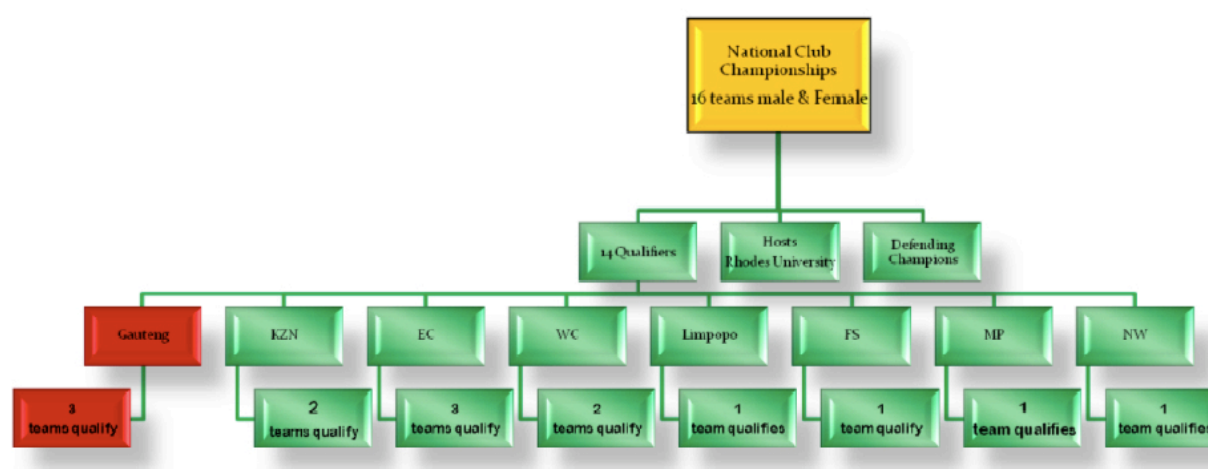 National Club
Championships
16 teams male & Female
14 Qualifiers
Hosts
Rhodes University
Defending
Champions
Gauteng
KZN
EC
WC
Limpopo
FS
MP
NW
3
teams qualify
2
teams qualify
3
teams qualify
2
teams qualify
1
team qualifies
1
team qualify
1
team qualifies
1
team qualifies